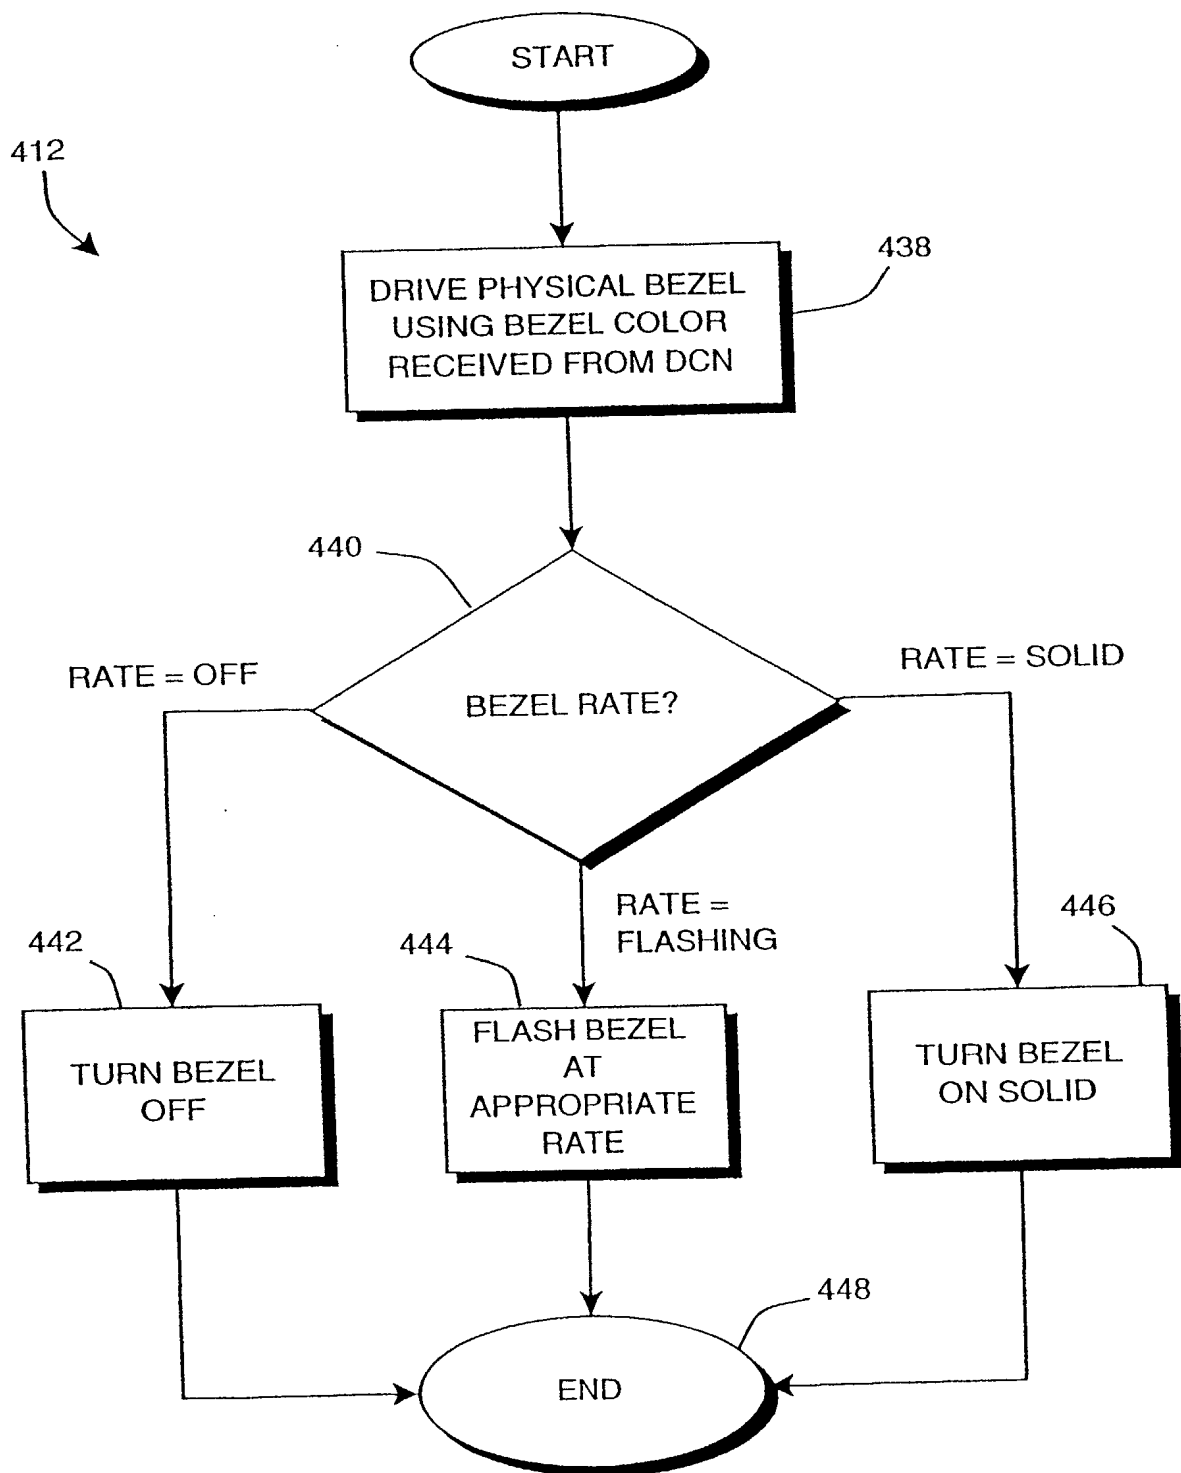 START
412
438
DRIVE PHYSICAL BEZEL
USING BEZEL COLOR
RECEIVED FROM DCN
440
RATE = OFF
BEZEL RATE?
RATE = SOLID
RATE =
FLASHING
442
444
446
TURN BEZEL
OFF
FLASH BEZEL
AT
APPROPRIATE
RATE
TURN BEZEL
ON SOLID
448
END